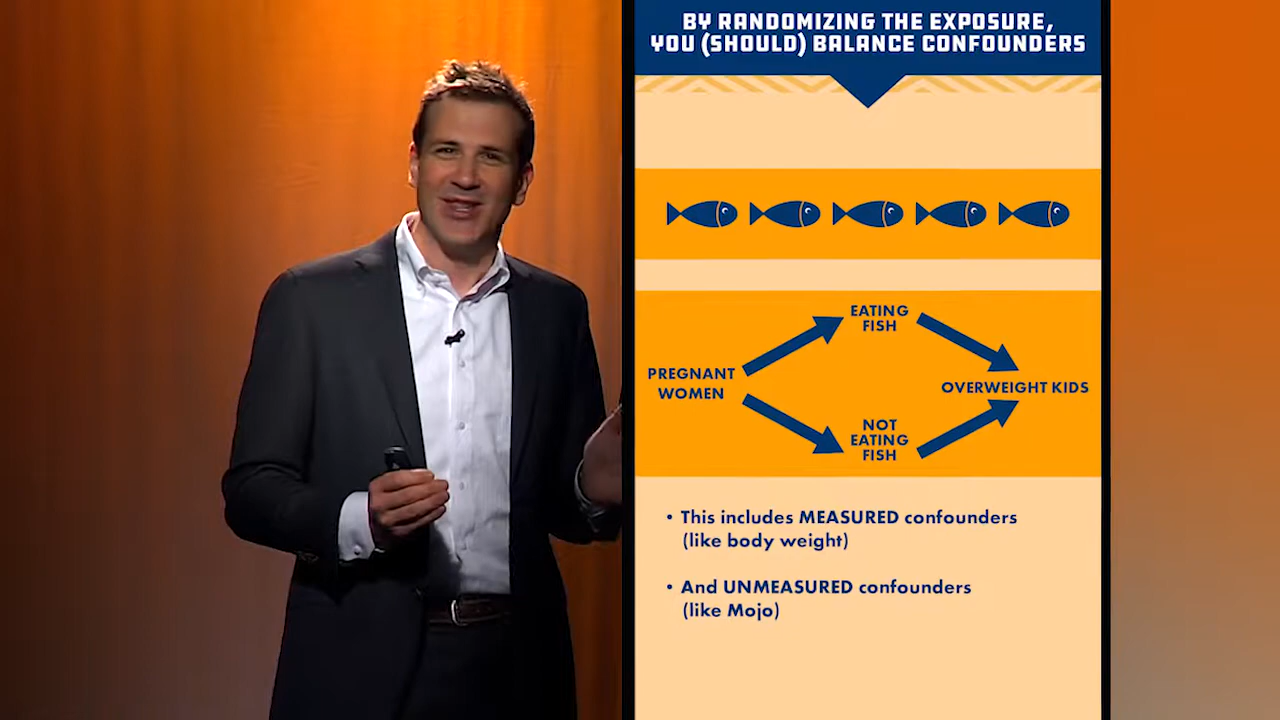 BY RANDOMIZING THE EXPOSURE,
YOU (SHOULD) BALANCE CONFOUNDERS
EATING
FISH
PREGNANT
WOMEN
OVERWEIGHT KIDS
NOT
EATING
FISH
• This includes MEASURED confounders
(like body weight)
• And UNMEASURED confounders
(like Mojo)